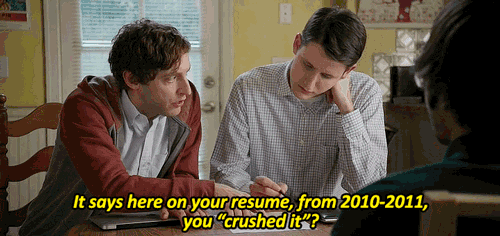 It says here on your resume, from 2010-2011,
you "crushed it"?